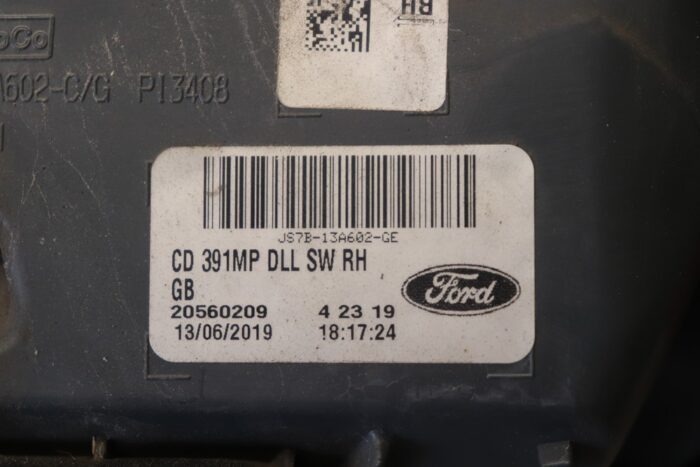 RH
A602-C/G PI3408
JS7B-13A602-GE
CD 391MP DLL SW RH
GB
20560209 4 23 19
13/06/2019 18:17:24
Ford